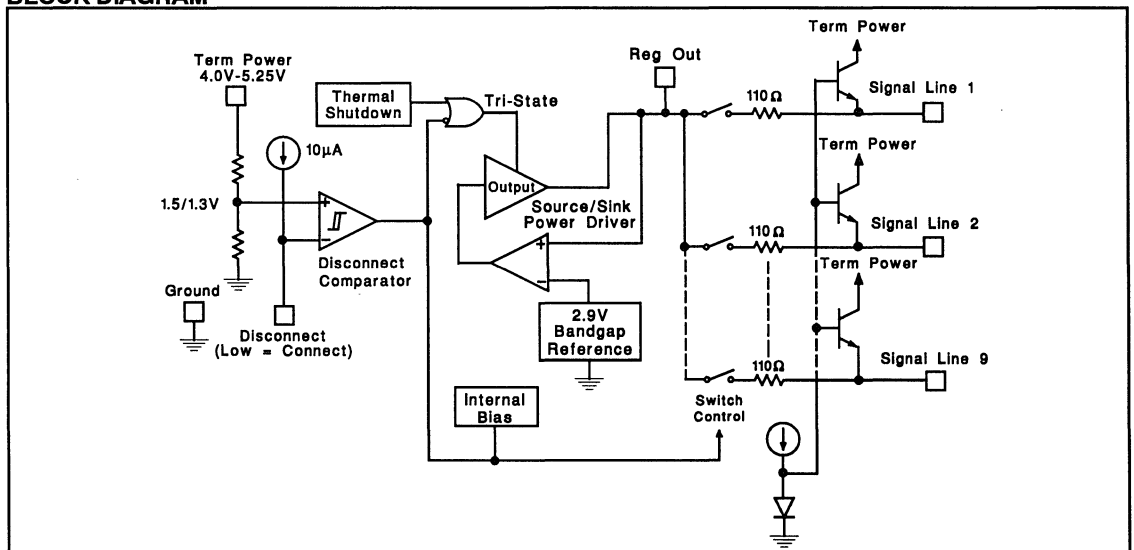 BLOCK DIAGRAM
Term Power
4.0V-5.25V
Thermal
Shutdown
Tri-State
Reg Out
Term Power
110Ω
Signal Line 1
10μA
1.5/1.3V
+
−
Disconnect
Comparator
Output
Source/Sink
Power Driver
+
−
Term Power
110Ω
Signal Line 2
Term Power
Ground
Disconnect
(Low = Connect)
2.9V
Bandgap
Reference
110Ω
Signal Line 9
Internal
Bias
Switch
Control